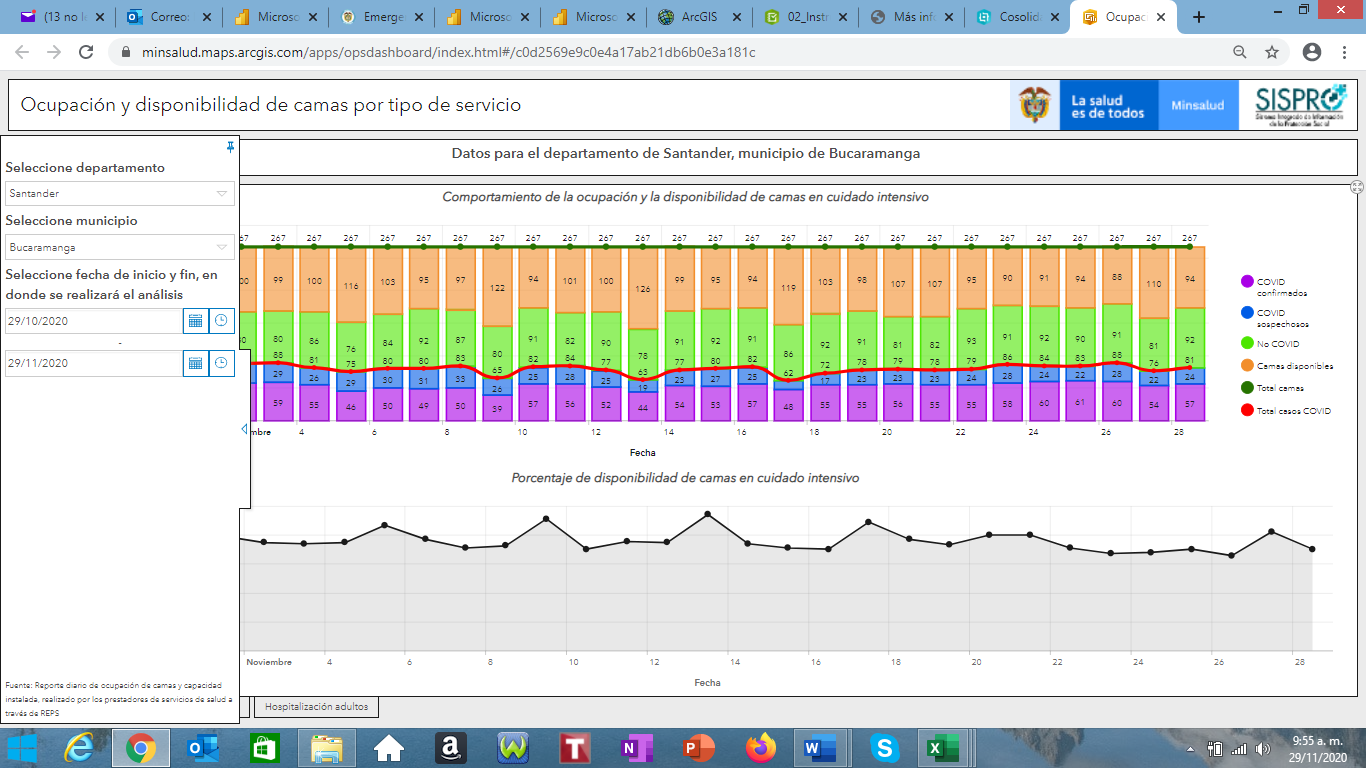 (13 no l
Correo:
Microso
Emerge
Microso
Microso
ArcGIS
02_Instr
Más info
Cosolid
Ocupac
minsalud.maps.arcgis.com/apps/opsdashboard/index.html#/c0d2569e9c0e4a17ab21db6b0e3a181c
Ocupación y disponibilidad de camas por tipo de servicio
La salud
es de todos
Minsalud
SISPRO
Sistema Integrado de Información
de la Protección Social
Seleccione departamento
Santander
Seleccione municipio
Bucaramanga
Seleccione fecha de inicio y fin, en
donde se realizará el análisis
29/10/2020
-
29/11/2020
Fuente: Reporte diario de ocupación de camas y capacidad
instalada, realizado por los prestadores de servicios de salud a
través de REPS
Datos para el departamento de Santander, municipio de Bucaramanga
Comportamiento de la ocupación y la disponibilidad de camas en cuidado intensivo
67 267 267 267 267 267 267 267 267 267 267 267 267 267 267 267 267 267 267 267 267 267 267 267 267 267 267
00 99 100 116 103 95 97 122 94 101 100 126 99 95 94 119 103 98 107 107 95 90 91 94 88 110 94
80 80 86 76 84 92 87 80 91 82 90 78 91 92 91 86 92 91 81 82 93 91 92 90 91 81 92
88 81 75 80 80 83 65 82 84 77 63 77 80 82 62 72 78 79 78 79 86 84 83 88 76 81
29 26 29 30 31 33 26 25 28 25 19 23 27 25 17 23 23 23 24 28 24 22 28 22 24
59 55 46 50 49 50 39 57 56 52 44 54 53 57 48 55 55 56 55 55 58 60 61 60 54 57
mbre 4 6 8 10 12 14 16 18 20 22 24 26 28
Fecha
COVID
confirmados
COVID
sospechosos
No COVID
Camas disponibles
Total camas
Total casos COVID
Porcentaje de disponibilidad de camas en cuidado intensivo
Noviembre 4 6 8 10 12 14 16 18 20 22 24 26 28
Fecha
Hospitalización adultos
9:55 a. m.
29/11/2020